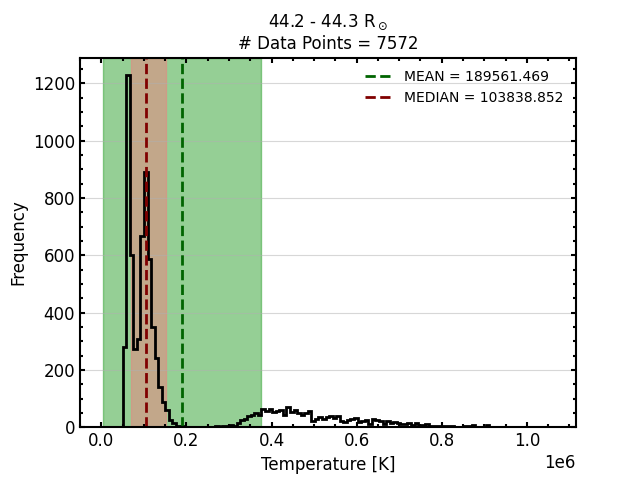 44.2 - 44.3 R⊙
# Data Points = 7572
MEAN = 189561.469
MEDIAN = 103838.852
Frequency
1200
1000
800
600
400
200
0
0.0 0.2 0.4 0.6 0.8 1.0
1e6
Temperature [K]